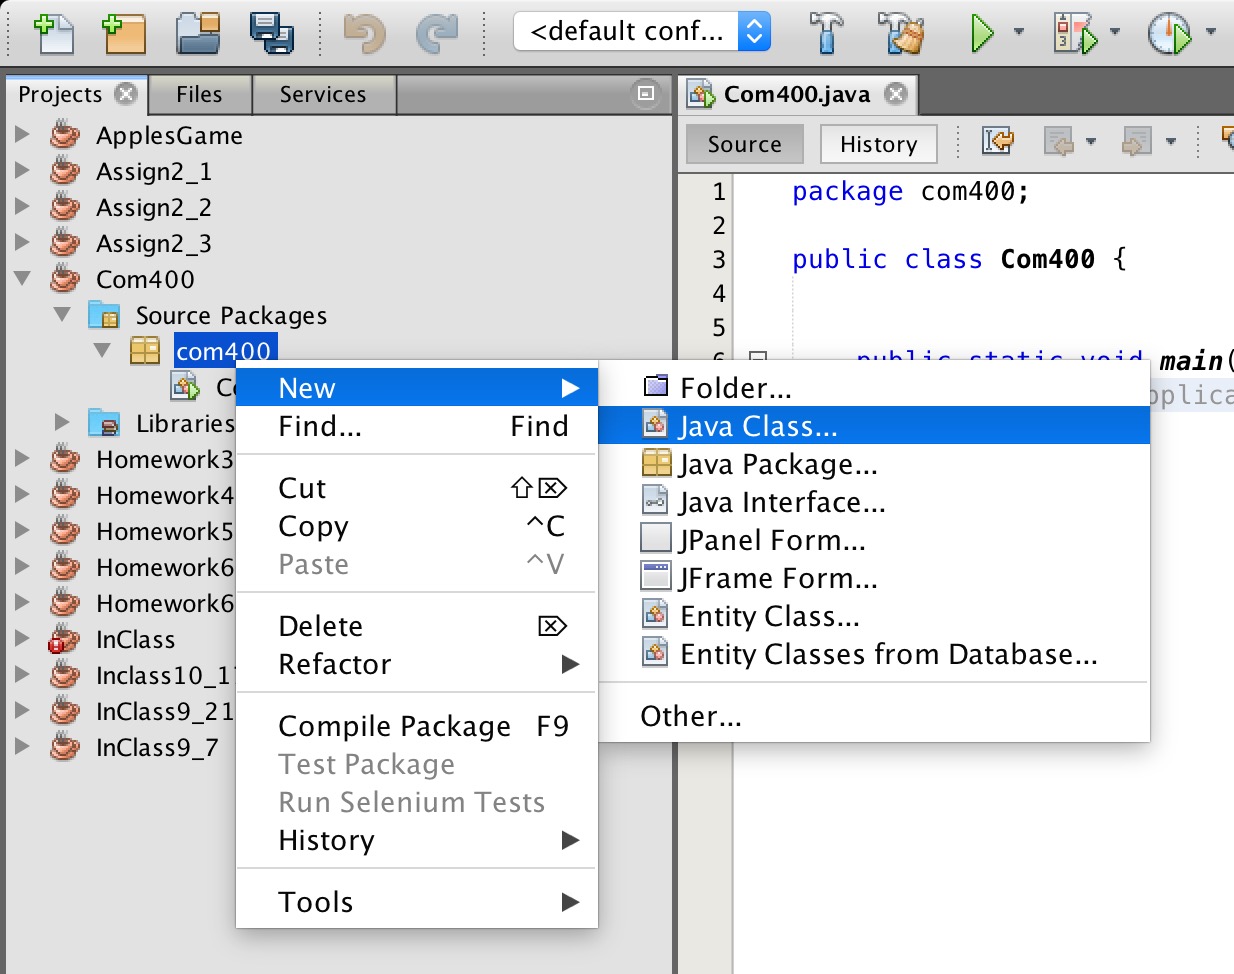 <default conf...
Projects Files Services
Com400.java
Source History
ApplesGame
Assign2_1
Assign2_2
Assign2_3
Com400
Source Packages
com400
Libraries
Homework3
Homework4
Homework5
Homework6
Homework6
InClass
Inclass10_1
InClass9_21
InClass9_7
New
Find... Find
Cut ⇧⌦
Copy ^C
Paste ^V
Delete ⌦
Refactor
Compile Package F9
Test Package
Run Selenium Tests
History
Tools
Folder...
Java Class...
Java Package...
Java Interface...
JPanel Form...
JFrame Form...
Entity Class...
Entity Classes from Database...
Other...
1 package com400;
2
3 public class Com400 {
4
5
6 public static void main(